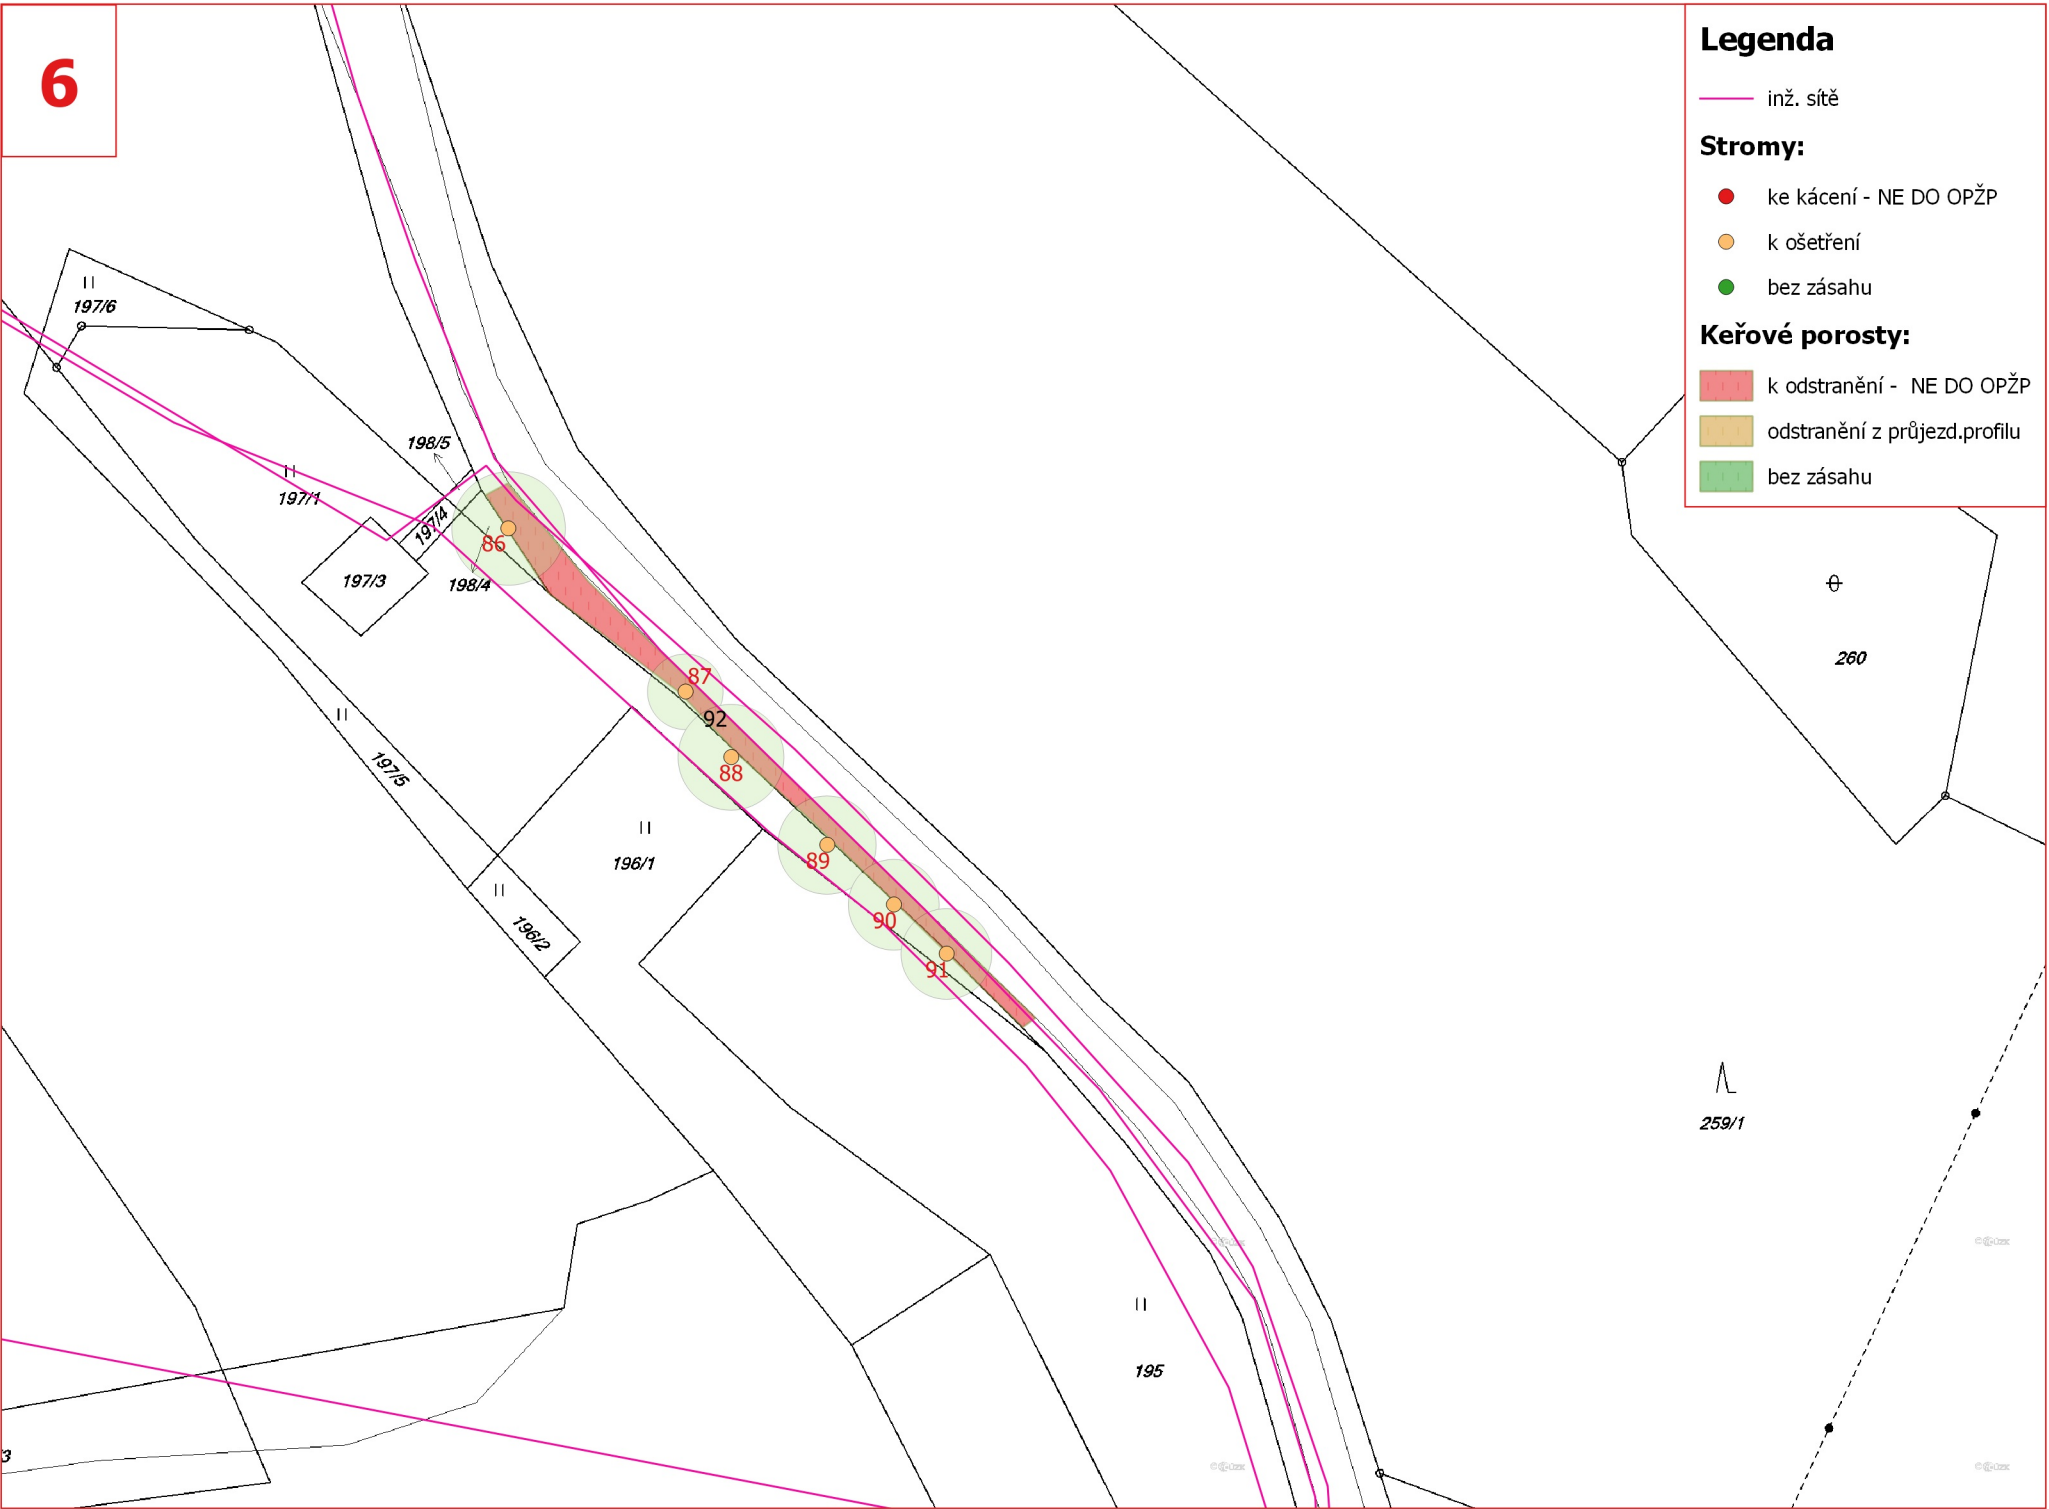 6
Legenda
inž. sítě
Stromy:
ke kácení - NE DO OPŽP
k ošetření
bez zásahu
Keřové porosty:
k odstranění - NE DO OPŽP
odstranění z průjezd.profilu
bez zásahu
197/6
198/5
197/1
197/4
86
197/3
198/4
260
87
92
197/5
88
196/1
89
90
196/2
91
259/1
195
3